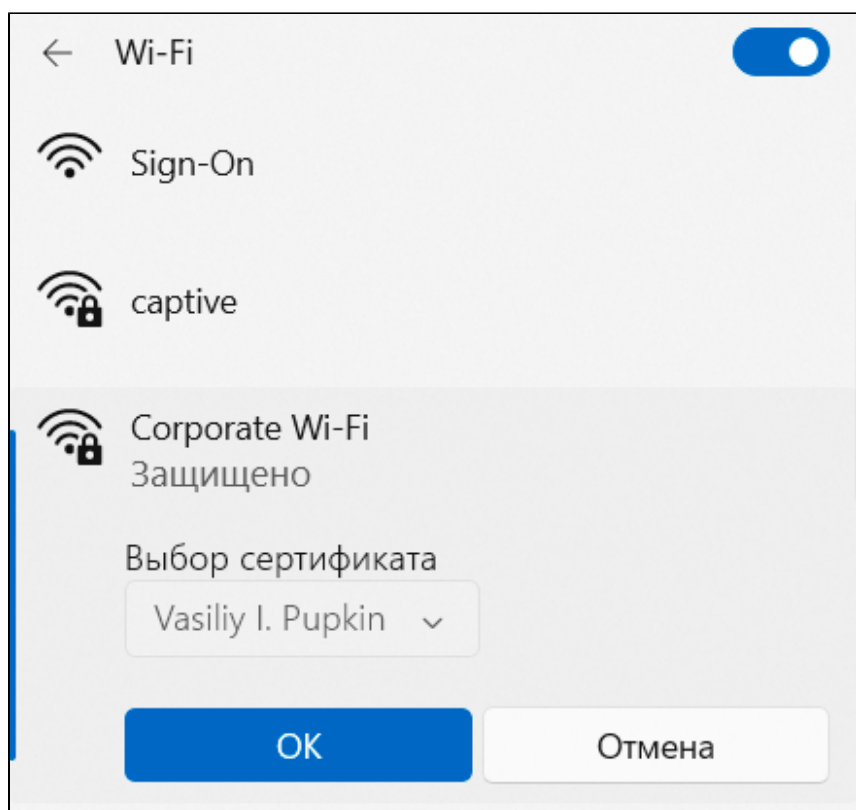 Wi-Fi
Sign-On
captive
Corporate Wi-Fi
Защищено
Выбор сертификата
Vasiliy I. Pupkin
OK
Отмена